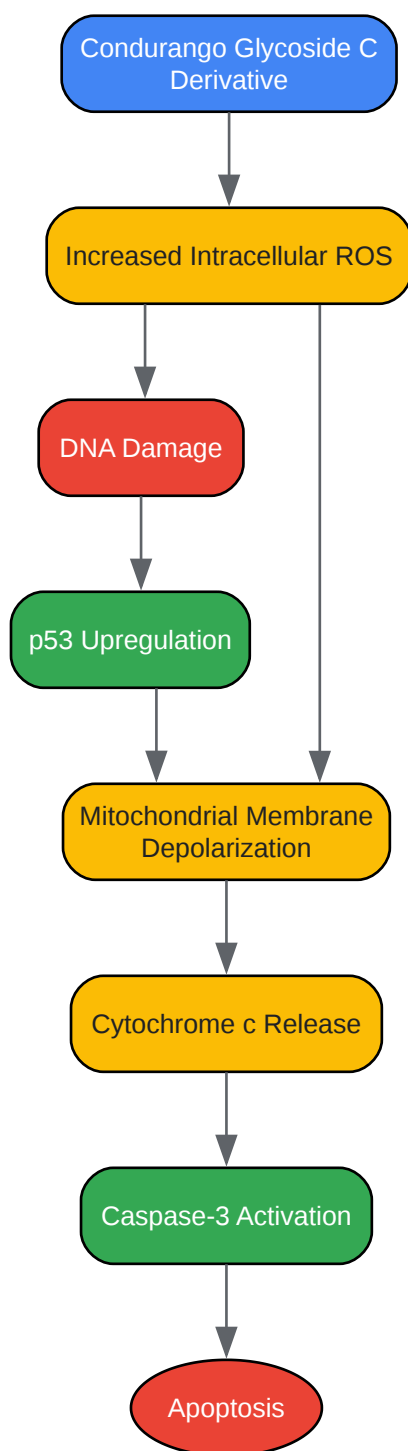 Condurango Glycoside C
Derivative
Increased Intracellular ROS
DNA Damage
p53 Upregulation
Mitochondrial Membrane
Depolarization
Cytochrome c Release
Caspase-3 Activation
Apoptosis